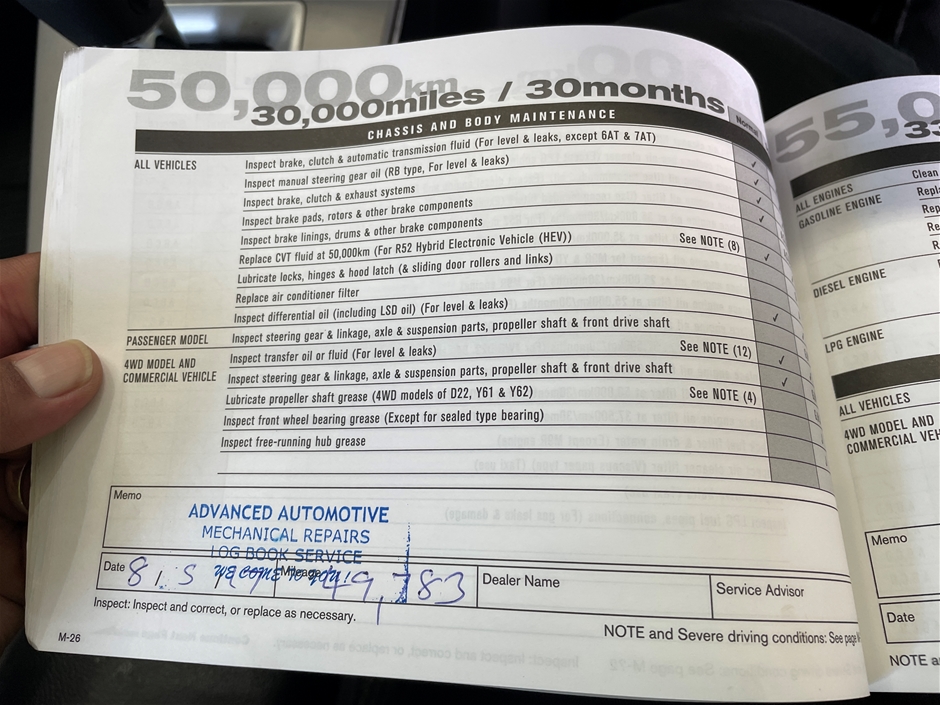 50,000km
30,000miles / 30months
CHASSIS AND BODY MAINTENANCE
Normal
ALL VEHICLES
Inspect brake, clutch & automatic transmission fluid (For level & leaks, except 6AT & 7AT) ✓
Inspect manual steering gear oil (RB type, For level & leaks) ✓
Inspect brake, clutch & exhaust systems ✓
Inspect brake pads, rotors & other brake components ✓
Inspect brake linings, drums & other brake components
Replace CVT fluid at 50,000km (For R52 Hybrid Electronic Vehicle (HEV)) See NOTE (8) ✓
Lubricate locks, hinges & hood latch (& sliding door rollers and links)
Replace air conditioner filter
Inspect differential oil (including LSD oil) (For level & leaks) ✓
PASSENGER MODEL
Inspect steering gear & linkage, axle & suspension parts, propeller shaft & front drive shaft
4WD MODEL AND
COMMERCIAL VEHICLE
Inspect transfer oil or fluid (For level & leaks) See NOTE (12) ✓
Inspect steering gear & linkage, axle & suspension parts, propeller shaft & front drive shaft ✓
Lubricate propeller shaft grease (4WD models of D22, Y61 & Y62) See NOTE (4)
Inspect front wheel bearing grease (Except for sealed type bearing)
Inspect free-running hub grease
Memo
ADVANCED AUTOMOTIVE
MECHANICAL REPAIRS
LOG BOOK SERVICE
Date 8/5
Mileage 49,783
Dealer Name
Service Advisor
Inspect: Inspect and correct, or replace as necessary.
NOTE and Severe driving conditions: See page
M-26
55,0
33
ALL ENGINES
Clean
GASOLINE ENGINE
DIESEL ENGINE
LPG ENGINE
ALL VEHICLES
4WD MODEL AND
COMMERCIAL VEH
Memo
Date
NOTE a